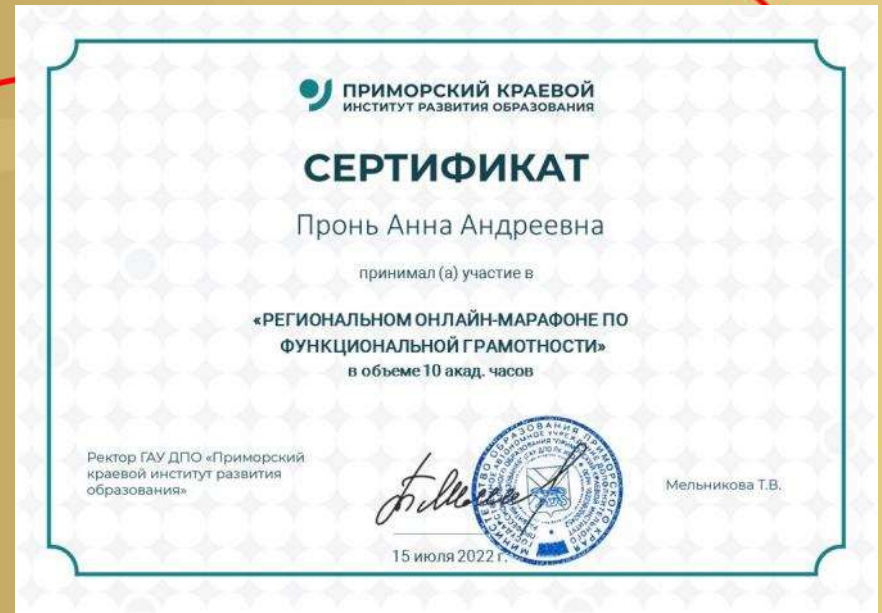 ПРИМОРСКИЙ КРАЕВОЙ
ИНСТИТУТ РАЗВИТИЯ ОБРАЗОВАНИЯ
СЕРТИФИКАТ
Пронь Анна Андреевна
принимал (а) участие в
«РЕГИОНАЛЬНОМ ОНЛАЙН-МАРАФОНЕ ПО
ФУНКЦИОНАЛЬНОЙ ГРАМОТНОСТИ»
в объеме 10 акад. часов
Ректор ГАУ ДПО «Приморский
краевой институт развития
образования»
Мельникова Т.В.
15 июля 2022 г.